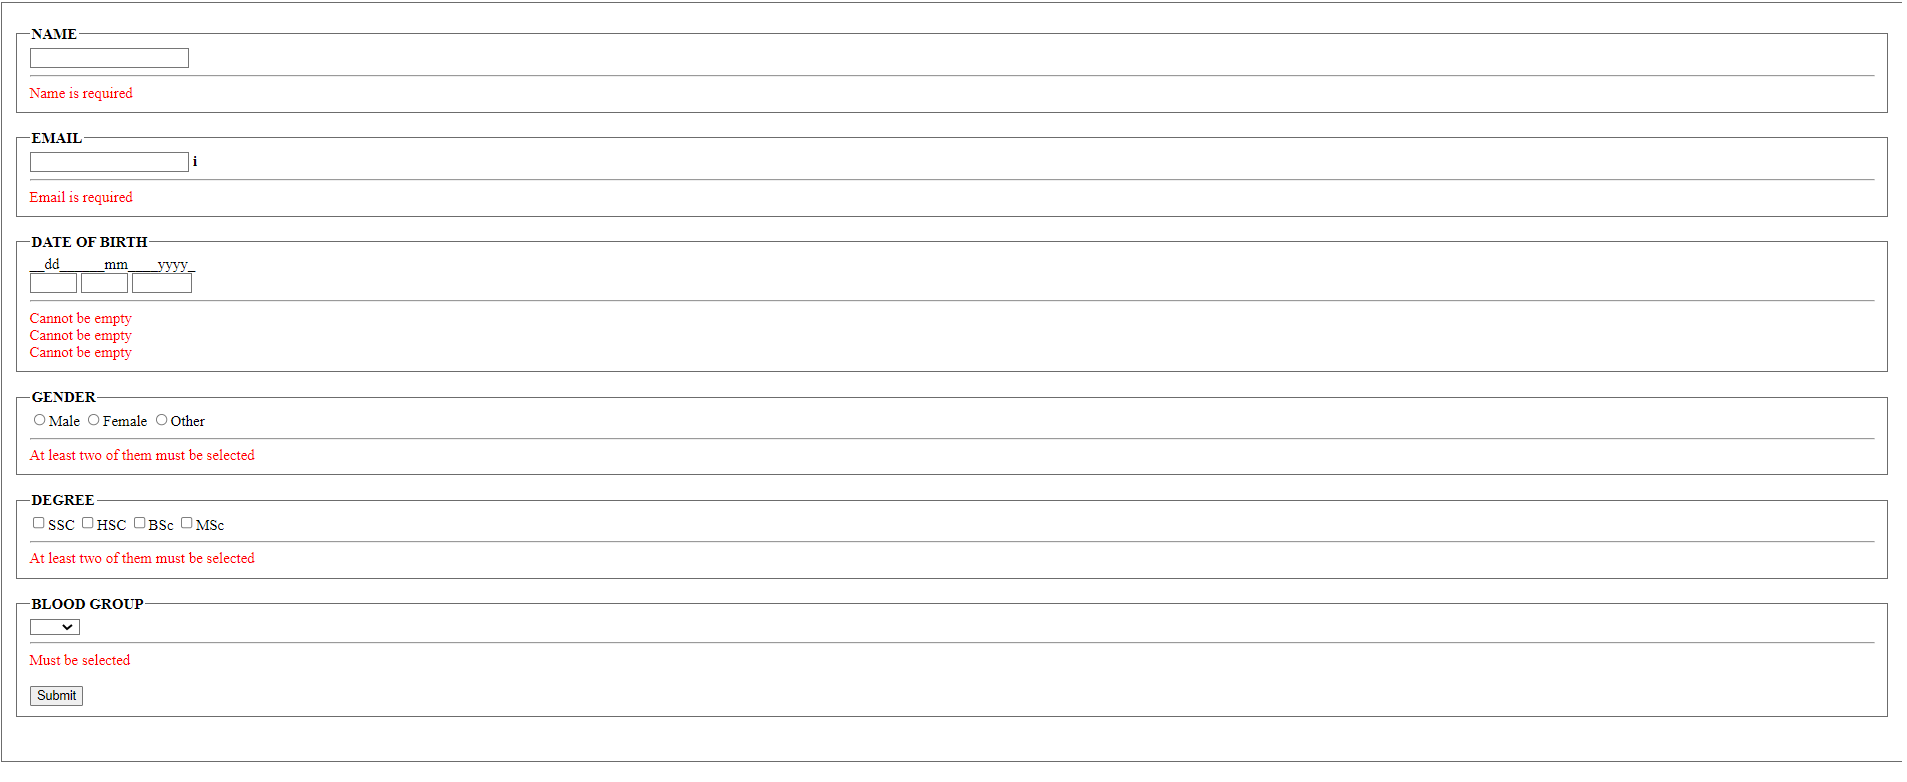 NAME
Name is required
EMAIL
i
Email is required
DATE OF BIRTH
__dd______mm____yyyy_
Cannot be empty
Cannot be empty
Cannot be empty
GENDER
Male Female Other
At least two of them must be selected
DEGREE
SSC HSC BSc MSc
At least two of them must be selected
BLOOD GROUP
Must be selected
Submit